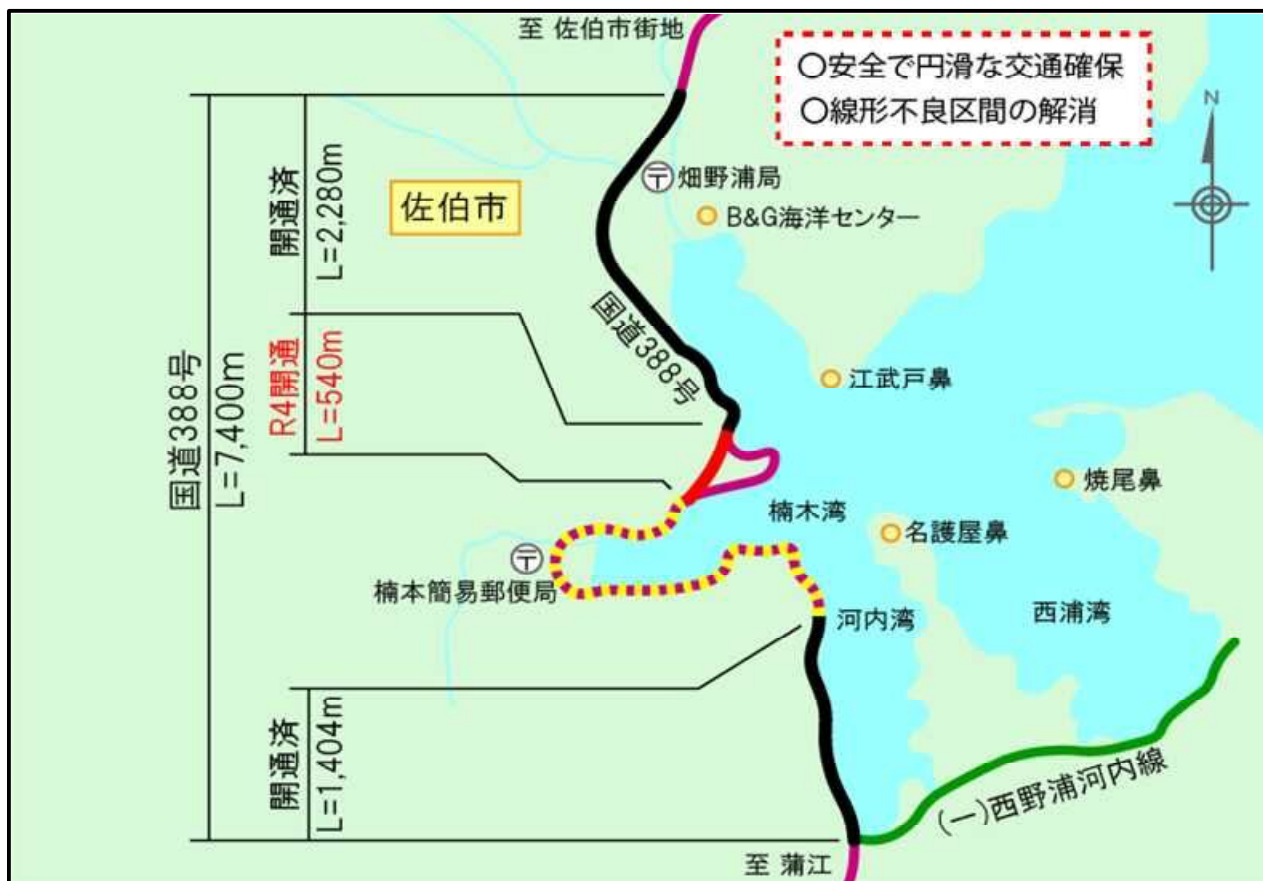 至 佐伯市街地
〇安全で円滑な交通確保
〇線形不良区間の解消
N
開通済
L=2,280m
佐伯市
畑野浦局
B&G海洋センター
国道388号
L=7,400m
R4開通
L=540m
国道388号
江武戸鼻
焼尾鼻
楠木湾
名護屋鼻
楠本簡易郵便局
河内湾
西浦湾
開通済
L=1,404m
(一)西野浦河内線
至 蒲江